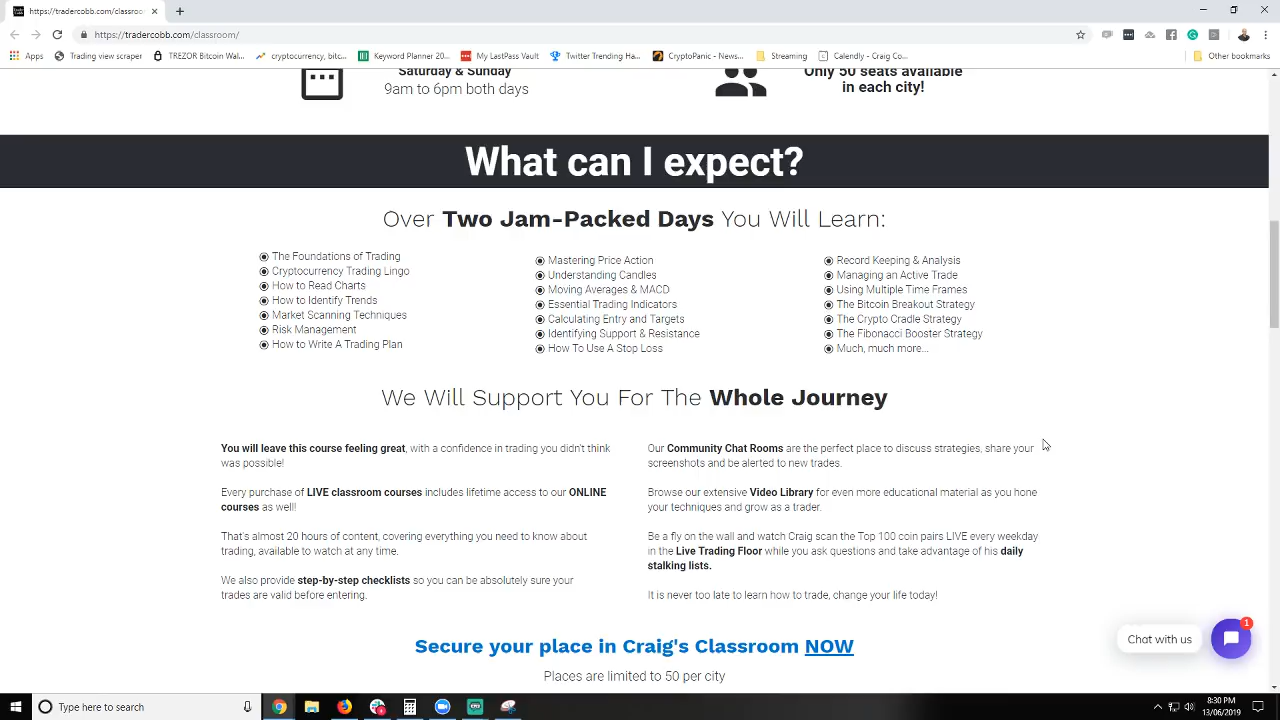 https://tradercobb.com/classroo
https://tradercobb.com/classroom/
Apps
Trading view scraper
TREZOR Bitcoin Wal...
cryptocurrency, bitc...
Keyword Planner 20...
My LastPass Vault
Twitter Trending Ha...
CryptoPanic - News...
Streaming
Calendly - Craig Co...
Other bookmarks
Saturday & Sunday
9am to 6pm both days
Only 50 seats available
in each city!
What can I expect?
Over Two Jam-Packed Days You Will Learn:
The Foundations of Trading
Cryptocurrency Trading Lingo
How to Read Charts
How to Identify Trends
Market Scanning Techniques
Risk Management
How to Write A Trading Plan
Mastering Price Action
Understanding Candles
Moving Averages & MACD
Essential Trading Indicators
Calculating Entry and Targets
Identifying Support & Resistance
How To Use A Stop Loss
Record Keeping & Analysis
Managing an Active Trade
Using Multiple Time Frames
The Bitcoin Breakout Strategy
The Crypto Cradle Strategy
The Fibonacci Booster Strategy
Much, much more...
We Will Support You For The Whole Journey
You will leave this course feeling great, with a confidence in trading you didn't think
was possible!
Every purchase of LIVE classroom courses includes lifetime access to our ONLINE
courses as well!
That's almost 20 hours of content, covering everything you need to know about
trading, available to watch at any time.
We also provide step-by-step checklists so you can be absolutely sure your
trades are valid before entering.
Our Community Chat Rooms are the perfect place to discuss strategies, share your
screenshots and be alerted to new trades.
Browse our extensive Video Library for even more educational material as you hone
your techniques and grow as a trader.
Be a fly on the wall and watch Craig scan the Top 100 coin pairs LIVE every weekday
in the Live Trading Floor while you ask questions and take advantage of his daily
stalking lists.
It is never too late to learn how to trade, change your life today!
Secure your place in Craig's Classroom NOW
Places are limited to 50 per city
Chat with us
1
Type here to search
8:30 PM
13/06/2019